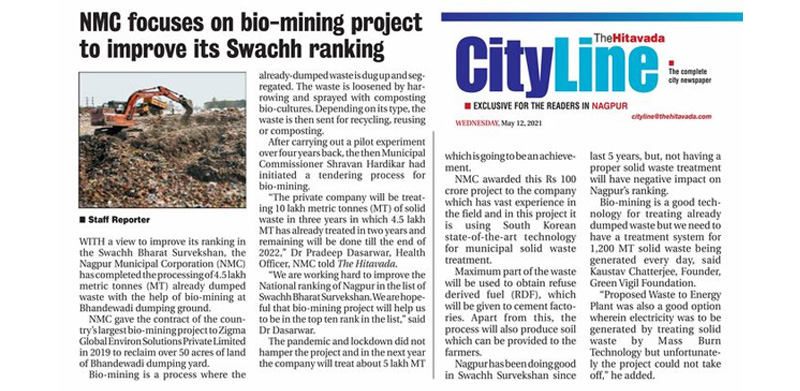 NMC focuses on bio-mining project
to improve its Swachh ranking
■ Staff Reporter
WITH a view to improve its ranking in
the Swachh Bharat Survekshan, the
Nagpur Municipal Corporation (NMC)
has completed the processing of 4.5 lakh
metric tonnes (MT) already dumped
waste with the help of bio-mining at
Bhandewadi dumping ground.
NMC gave the contract of the coun-
try's largest bio-mining project to Zigma
Global Environ Solutions Private Limited
in 2019 to reclaim over 50 acres of land
of Bhandewadi dumping yard.
Bio-mining is a process where the
already-dumped waste is dug up and seg-
regated. The waste is loosened by har-
rowing and sprayed with composting
bio-cultures. Depending on its type, the
waste is then sent for recycling, reusing
or composting.
After carrying out a pilot experiment
over four years back, the then Municipal
Commissioner Shravan Hardikar had
initiated a tendering process for
bio-mining.
"The private company will be treat-
ing 10 lakh metric tonnes (MT) of solid
waste in three years in which 4.5 lakh
MT has already treated in two years and
remaining will be done till the end of
2022," Dr Pradeep Dasarwar, Health
Officer, NMC told The Hitavada.
"We are working hard to improve the
National ranking of Nagpur in the list of
Swachh Bharat Survekshan. We are hope-
ful that bio-mining project will help us
to be in the top ten rank in the list," said
Dr Dasarwar.
The pandemic and lockdown did not
hamper the project and in the next year
the company will treat about 5 lakh MT
The Hitavada
CityLine
■ The complete
city newspaper
■ EXCLUSIVE FOR THE READERS IN NAGPUR
cityline@thehitavada.com
WEDNESDAY, May 12, 2021
which is going to be an achieve-
ment.
NMC awarded this Rs 100
crore project to the company
which has vast experience in
the field and in this project it
is using South Korean
state-of-the-art technology
for municipal solid waste
treatment.
Maximum part of the waste
will be used to obtain refuse
derived fuel (RDF), which
will be given to cement facto-
ries. Apart from this, the
process will also produce soil
which can be provided to the
farmers.
Nagpur has been doing good
in Swachh Survekshan since
last 5 years, but, not having a
proper solid waste treatment
will have negative impact on
Nagpur's ranking.
Bio-mining is a good tech-
nology for treating already
dumped waste but we need to
have a treatment system for
1,200 MT solid waste being
generated every day, said
Kaustav Chatterjee, Founder,
Green Vigil Foundation.
"Proposed Waste to Energy
Plant was also a good option
wherein electricity was to be
generated by treating solid
waste by Mass Burn
Technology but unfortunate-
ly the project could not take
off," he added.